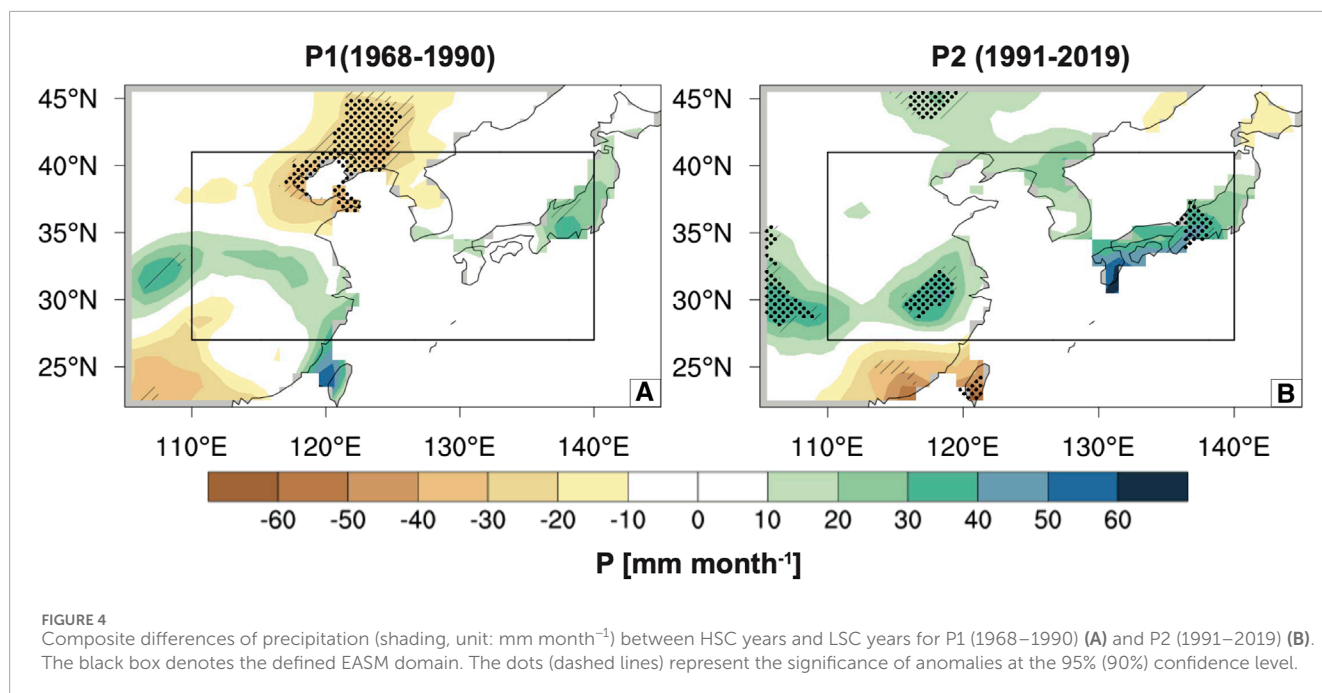 P1(1968-1990)
P2 (1991-2019)
45°N
40°N
35°N
30°N
25°N
A
110°E 120°E 130°E 140°E
45°N
40°N
35°N
30°N
25°N
B
110°E 120°E 130°E 140°E
-60 -50 -40 -30 -20 -10 0 10 20 30 40 50 60
P [mm month⁻¹]
FIGURE 4
Composite differences of precipitation (shading, unit: mm month⁻¹) between HSC years and LSC years for P1 (1968–1990) (A) and P2 (1991–2019) (B).
The black box denotes the defined EASM domain. The dots (dashed lines) represent the significance of anomalies at the 95% (90%) confidence level.